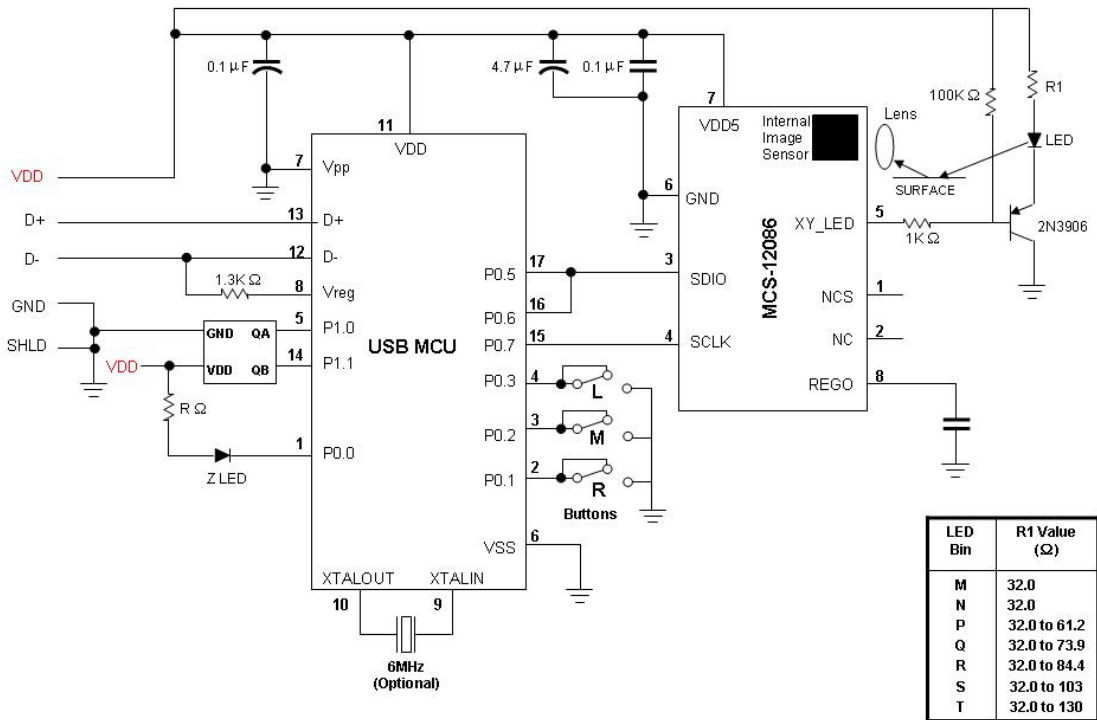 0.1 µF
4.7 µF
0.1 µF
100K Ω
R1
7
VDD5
Internal
Image
Sensor
Lens
LED
SURFACE
11
VDD
VDD
7
Vpp
6
GND
5
XY_LED
1K Ω
2N3906
D+
13
D+
D-
12
D-
1.3K Ω
8
Vreg
17
P0.5
3
SDIO
MCS-12086
NCS
1
GND
16
P0.6
NC
2
SHLD
GND
QA
5
P1.0
USB MCU
15
P0.7
4
SCLK
VDD
VDD
QB
14
P1.1
4
P0.3
L
REGO
8
R Ω
3
P0.2
M
1
P0.0
Z LED
2
P0.1
R
Buttons
6
VSS
XTALOUT
XTALIN
10
9
6MHz
(Optional)
LED Bin
R1 Value (Ω)
M 32.0
N 32.0
P 32.0 to 61.2
Q 32.0 to 73.9
R 32.0 to 84.4
S 32.0 to 103
T 32.0 to 130